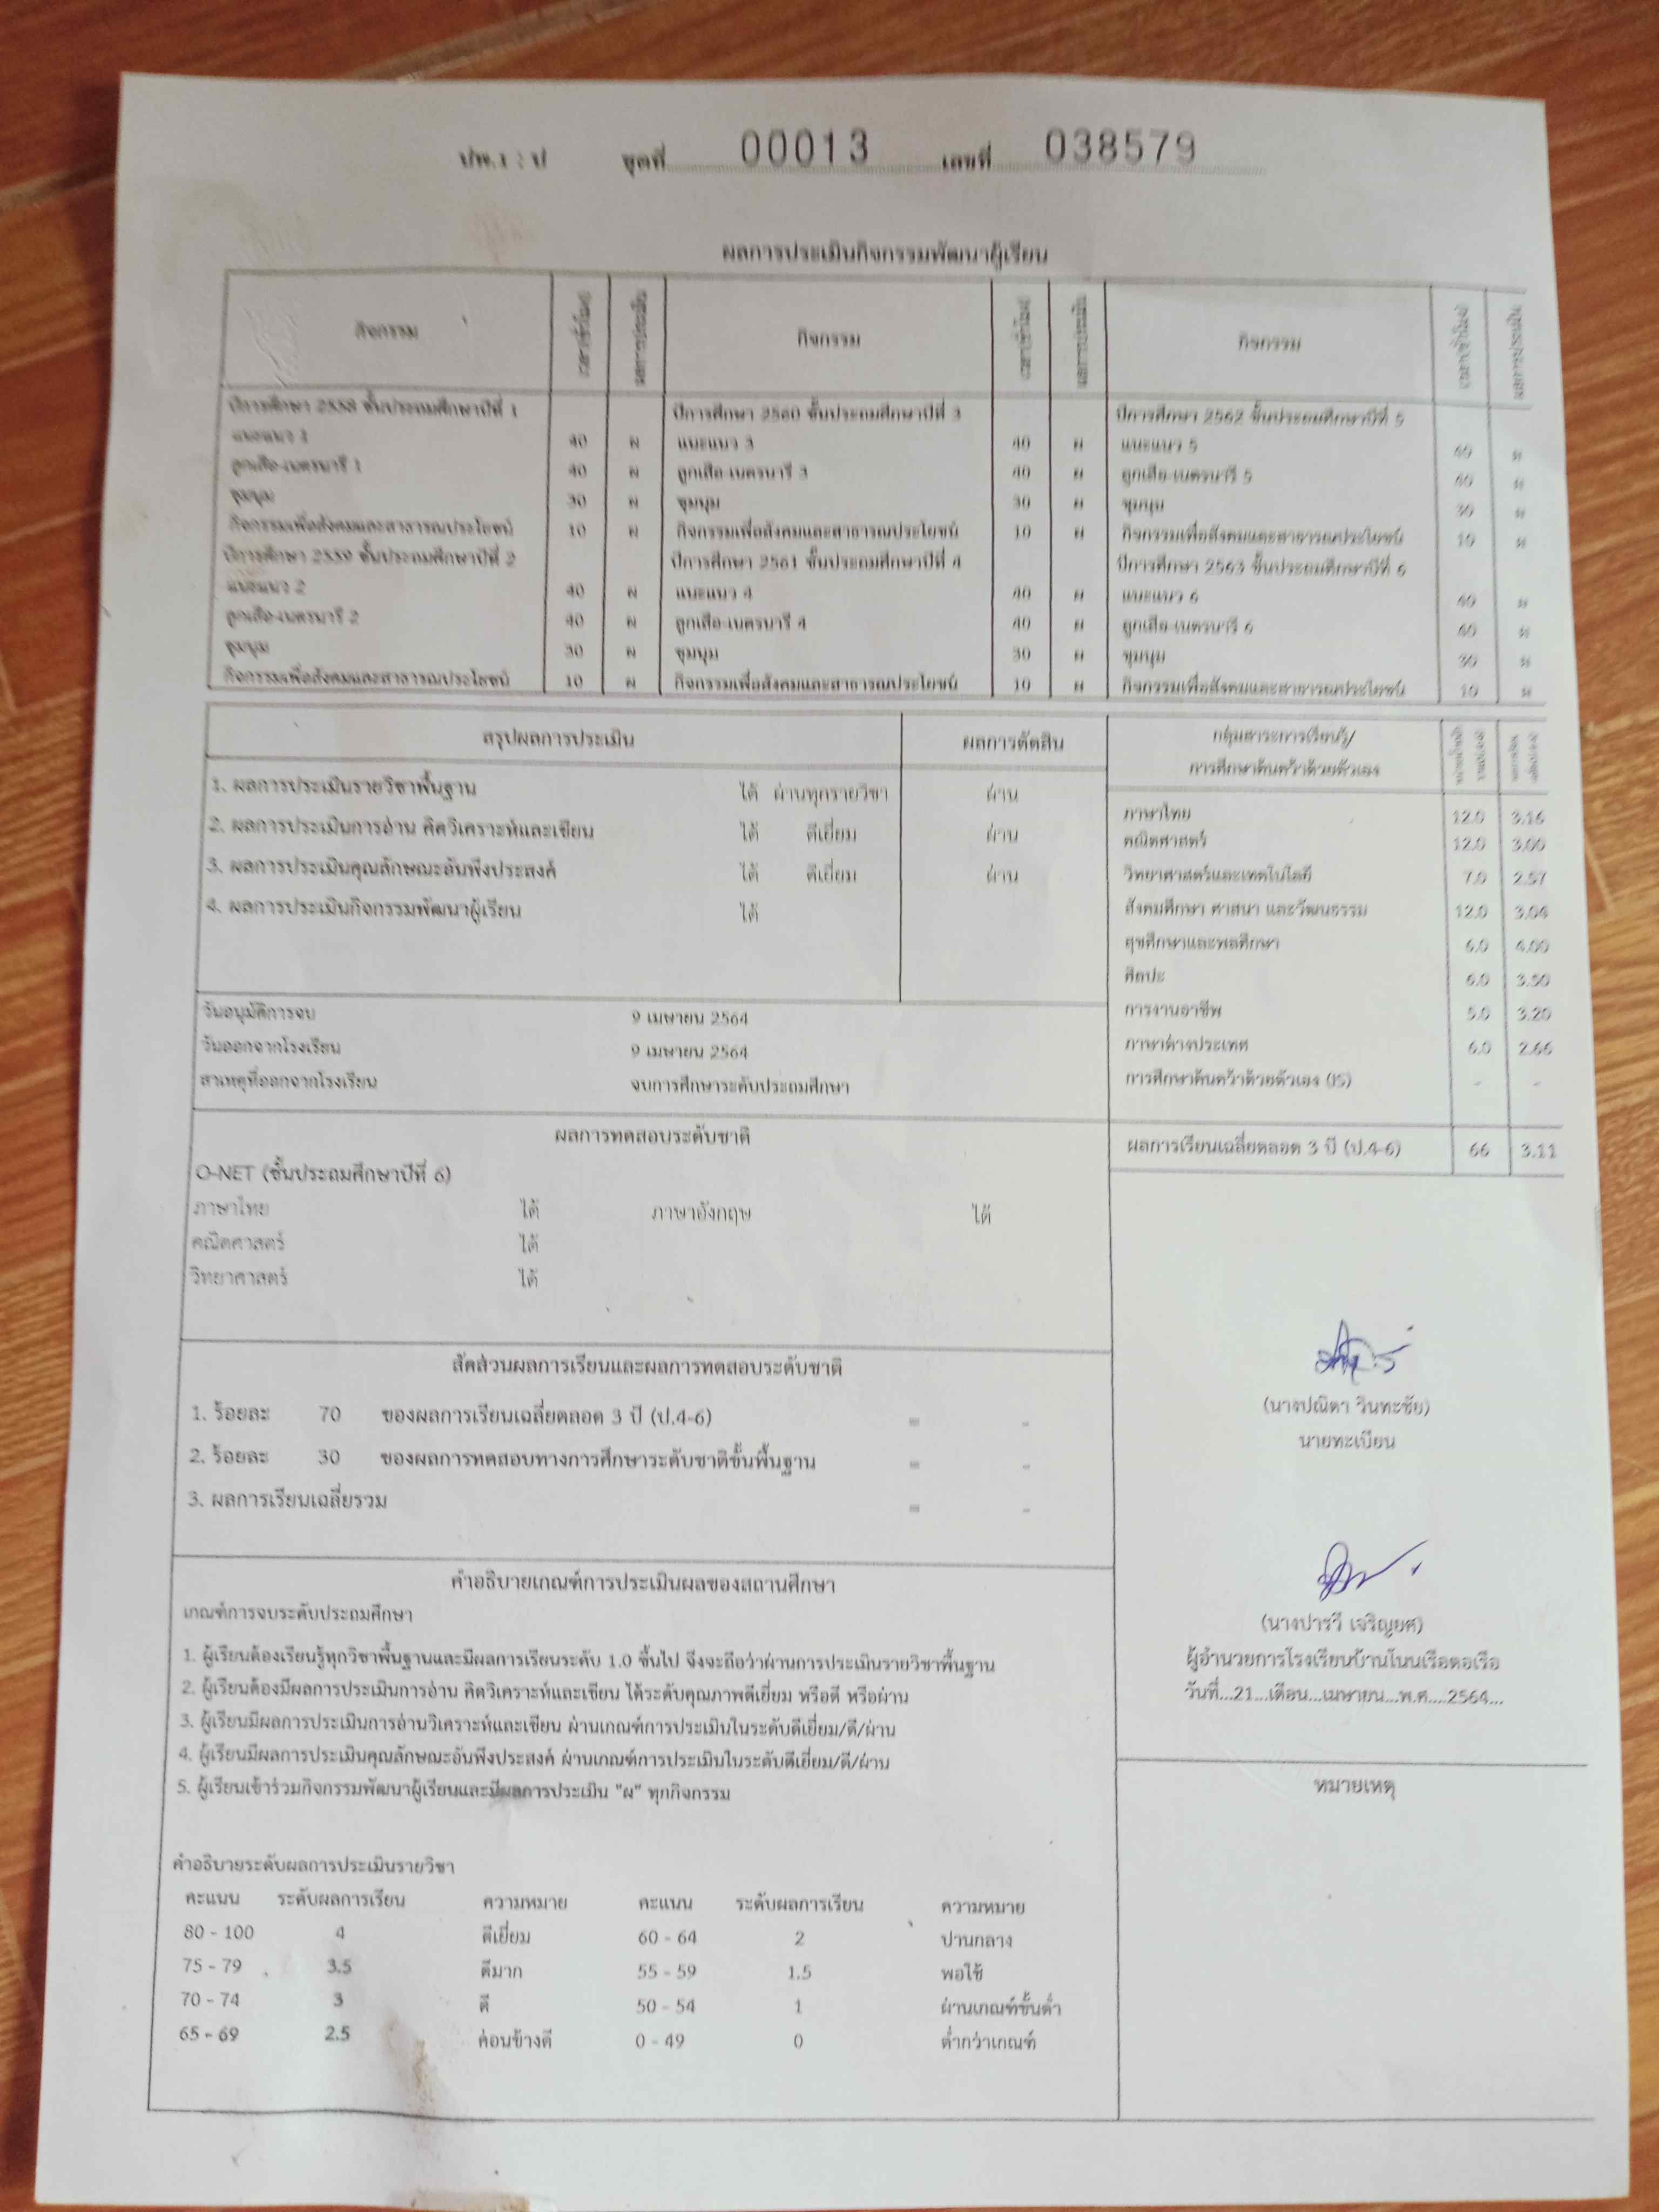 ปพ.1 : ป ชุดที่ 00013 เลขที่ 038579
ผลการประเมินกิจกรรมพัฒนาผู้เรียน
กิจกรรม เวลา(ชั่วโมง) ผลการประเมิน กิจกรรม เวลา(ชั่วโมง) ผลการประเมิน กิจกรรม เวลา(ชั่วโมง) ผลการประเมิน
ปีการศึกษา 2558 ชั้นประถมศึกษาปีที่ 1 ปีการศึกษา 2560 ชั้นประถมศึกษาปีที่ 3 ปีการศึกษา 2562 ชั้นประถมศึกษาปีที่ 5
แนะแนว 1 40 ผ แนะแนว 3 40 ผ แนะแนว 5 40 ผ
ลูกเสือ-เนตรนารี 1 40 ผ ลูกเสือ-เนตรนารี 3 40 ผ ลูกเสือ-เนตรนารี 5 40 ผ
ชุมนุม 30 ผ ชุมนุม 30 ผ ชุมนุม 30 ผ
กิจกรรมเพื่อสังคมและสาธารณประโยชน์ 10 ผ กิจกรรมเพื่อสังคมและสาธารณประโยชน์ 10 ผ กิจกรรมเพื่อสังคมและสาธารณประโยชน์ 10 ผ
ปีการศึกษา 2559 ชั้นประถมศึกษาปีที่ 2 ปีการศึกษา 2561 ชั้นประถมศึกษาปีที่ 4 ปีการศึกษา 2563 ชั้นประถมศึกษาปีที่ 6
แนะแนว 2 40 ผ แนะแนว 4 40 ผ แนะแนว 6 40 ผ
ลูกเสือ-เนตรนารี 2 40 ผ ลูกเสือ-เนตรนารี 4 40 ผ ลูกเสือ-เนตรนารี 6 40 ผ
ชุมนุม 30 ผ ชุมนุม 30 ผ ชุมนุม 30 ผ
กิจกรรมเพื่อสังคมและสาธารณประโยชน์ 10 ผ กิจกรรมเพื่อสังคมและสาธารณประโยชน์ 10 ผ กิจกรรมเพื่อสังคมและสาธารณประโยชน์ 10 ผ
สรุปผลการประเมิน ผลการตัดสิน
1. ผลการประเมินรายวิชาพื้นฐาน ได้ ผ่านทุกรายวิชา ผ่าน
2. ผลการประเมินการอ่าน คิดวิเคราะห์และเขียน ได้ ดีเยี่ยม ผ่าน
3. ผลการประเมินคุณลักษณะอันพึงประสงค์ ได้ ดีเยี่ยม ผ่าน
4. ผลการประเมินกิจกรรมพัฒนาผู้เรียน ได้
วันอนุมัติการจบ 9 เมษายน 2564
วันออกจากโรงเรียน 9 เมษายน 2564
สาเหตุที่ออกจากโรงเรียน จบการศึกษาระดับประถมศึกษา
กลุ่มสาระการเรียนรู้/
การศึกษาค้นคว้าด้วยตัวเอง
ภาษาไทย 12.0 3.16
คณิตศาสตร์ 12.0 3.00
วิทยาศาสตร์และเทคโนโลยี 7.0 2.57
สังคมศึกษา ศาสนา และวัฒนธรรม 12.0 3.04
สุขศึกษาและพลศึกษา 6.0 4.00
ศิลปะ 6.0 3.50
การงานอาชีพ 5.0 3.20
ภาษาต่างประเทศ 6.0 2.66
การศึกษาค้นคว้าด้วยตัวเอง (IS) - -
ผลการเรียนเฉลี่ยตลอด 3 ปี (ป.4-6) 66 3.11
ผลการทดสอบระดับชาติ
O-NET (ชั้นประถมศึกษาปีที่ 6)
ภาษาไทย ได้ ภาษาอังกฤษ ได้
คณิตศาสตร์ ได้
วิทยาศาสตร์ ได้
สัดส่วนผลการเรียนและผลการทดสอบระดับชาติ
1. ร้อยละ 70 ของผลการเรียนเฉลี่ยตลอด 3 ปี (ป.4-6) = -
2. ร้อยละ 30 ของผลการทดสอบทางการศึกษาระดับชาติขั้นพื้นฐาน = -
3. ผลการเรียนเฉลี่ยรวม = -
(นางปณิดา วินทะชัย)
นายทะเบียน
(นางปารวี เจริญยศ)
ผู้อำนวยการโรงเรียนบ้านโนนเรือคอเรือ
วันที่...21...เดือน...เมษายน...พ.ศ....2564...
หมายเหตุ
คำอธิบายเกณฑ์การประเมินผลของสถานศึกษา
เกณฑ์การจบระดับประถมศึกษา
1. ผู้เรียนต้องเรียนรู้ทุกวิชาพื้นฐานและมีผลการเรียนระดับ 1.0 ขึ้นไป จึงจะถือว่าผ่านการประเมินรายวิชาพื้นฐาน
2. ผู้เรียนต้องมีผลการประเมินการอ่าน คิดวิเคราะห์และเขียน ได้ระดับคุณภาพดีเยี่ยม หรือดี หรือผ่าน
3. ผู้เรียนมีผลการประเมินการอ่านวิเคราะห์และเขียน ผ่านเกณฑ์การประเมินในระดับดีเยี่ยม/ดี/ผ่าน
4. ผู้เรียนมีผลการประเมินคุณลักษณะอันพึงประสงค์ ผ่านเกณฑ์การประเมินในระดับดีเยี่ยม/ดี/ผ่าน
5. ผู้เรียนเข้าร่วมกิจกรรมพัฒนาผู้เรียนและมีผลการประเมิน "ผ" ทุกกิจกรรม
คำอธิบายระดับผลการประเมินรายวิชา
คะแนน ระดับผลการเรียน ความหมาย คะแนน ระดับผลการเรียน ความหมาย
80 - 100 4 ดีเยี่ยม 60 - 64 2 ปานกลาง
75 - 79 3.5 ดีมาก 55 - 59 1.5 พอใช้
70 - 74 3 ดี 50 - 54 1 ผ่านเกณฑ์ขั้นต่ำ
65 - 69 2.5 ค่อนข้างดี 0 - 49 0 ต่ำกว่าเกณฑ์